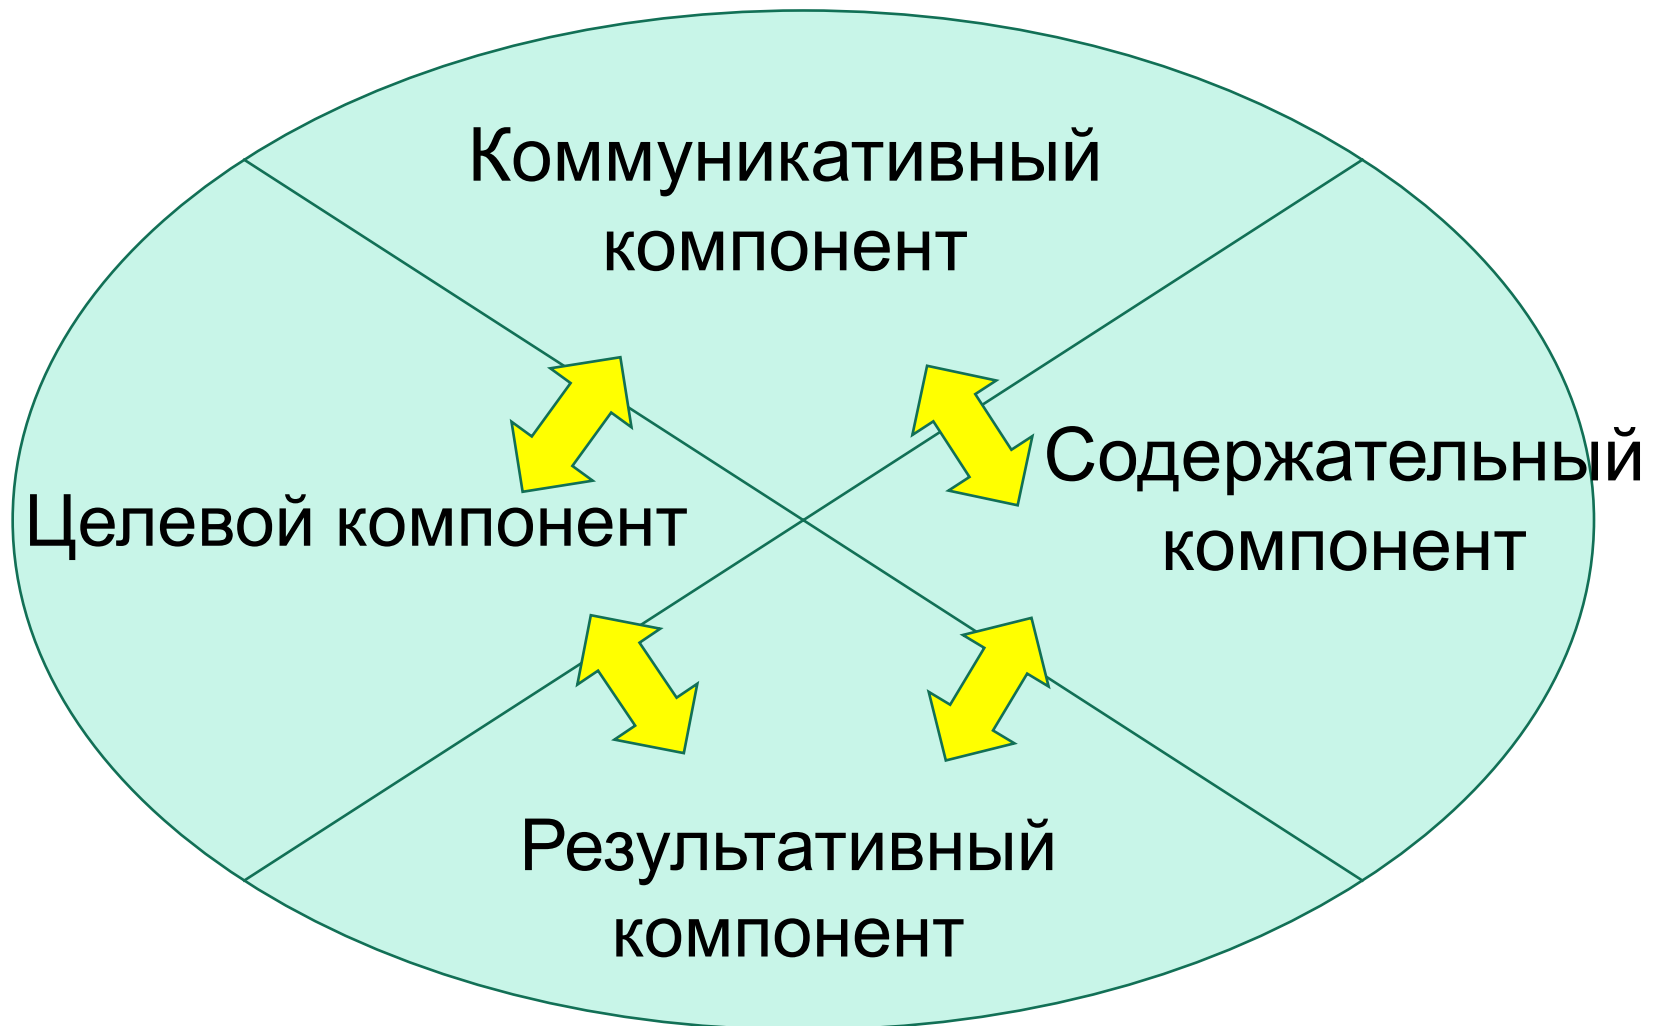 Коммуникативный
компонент
Целевой компонент
Содержательный
компонент
Результативный
компонент